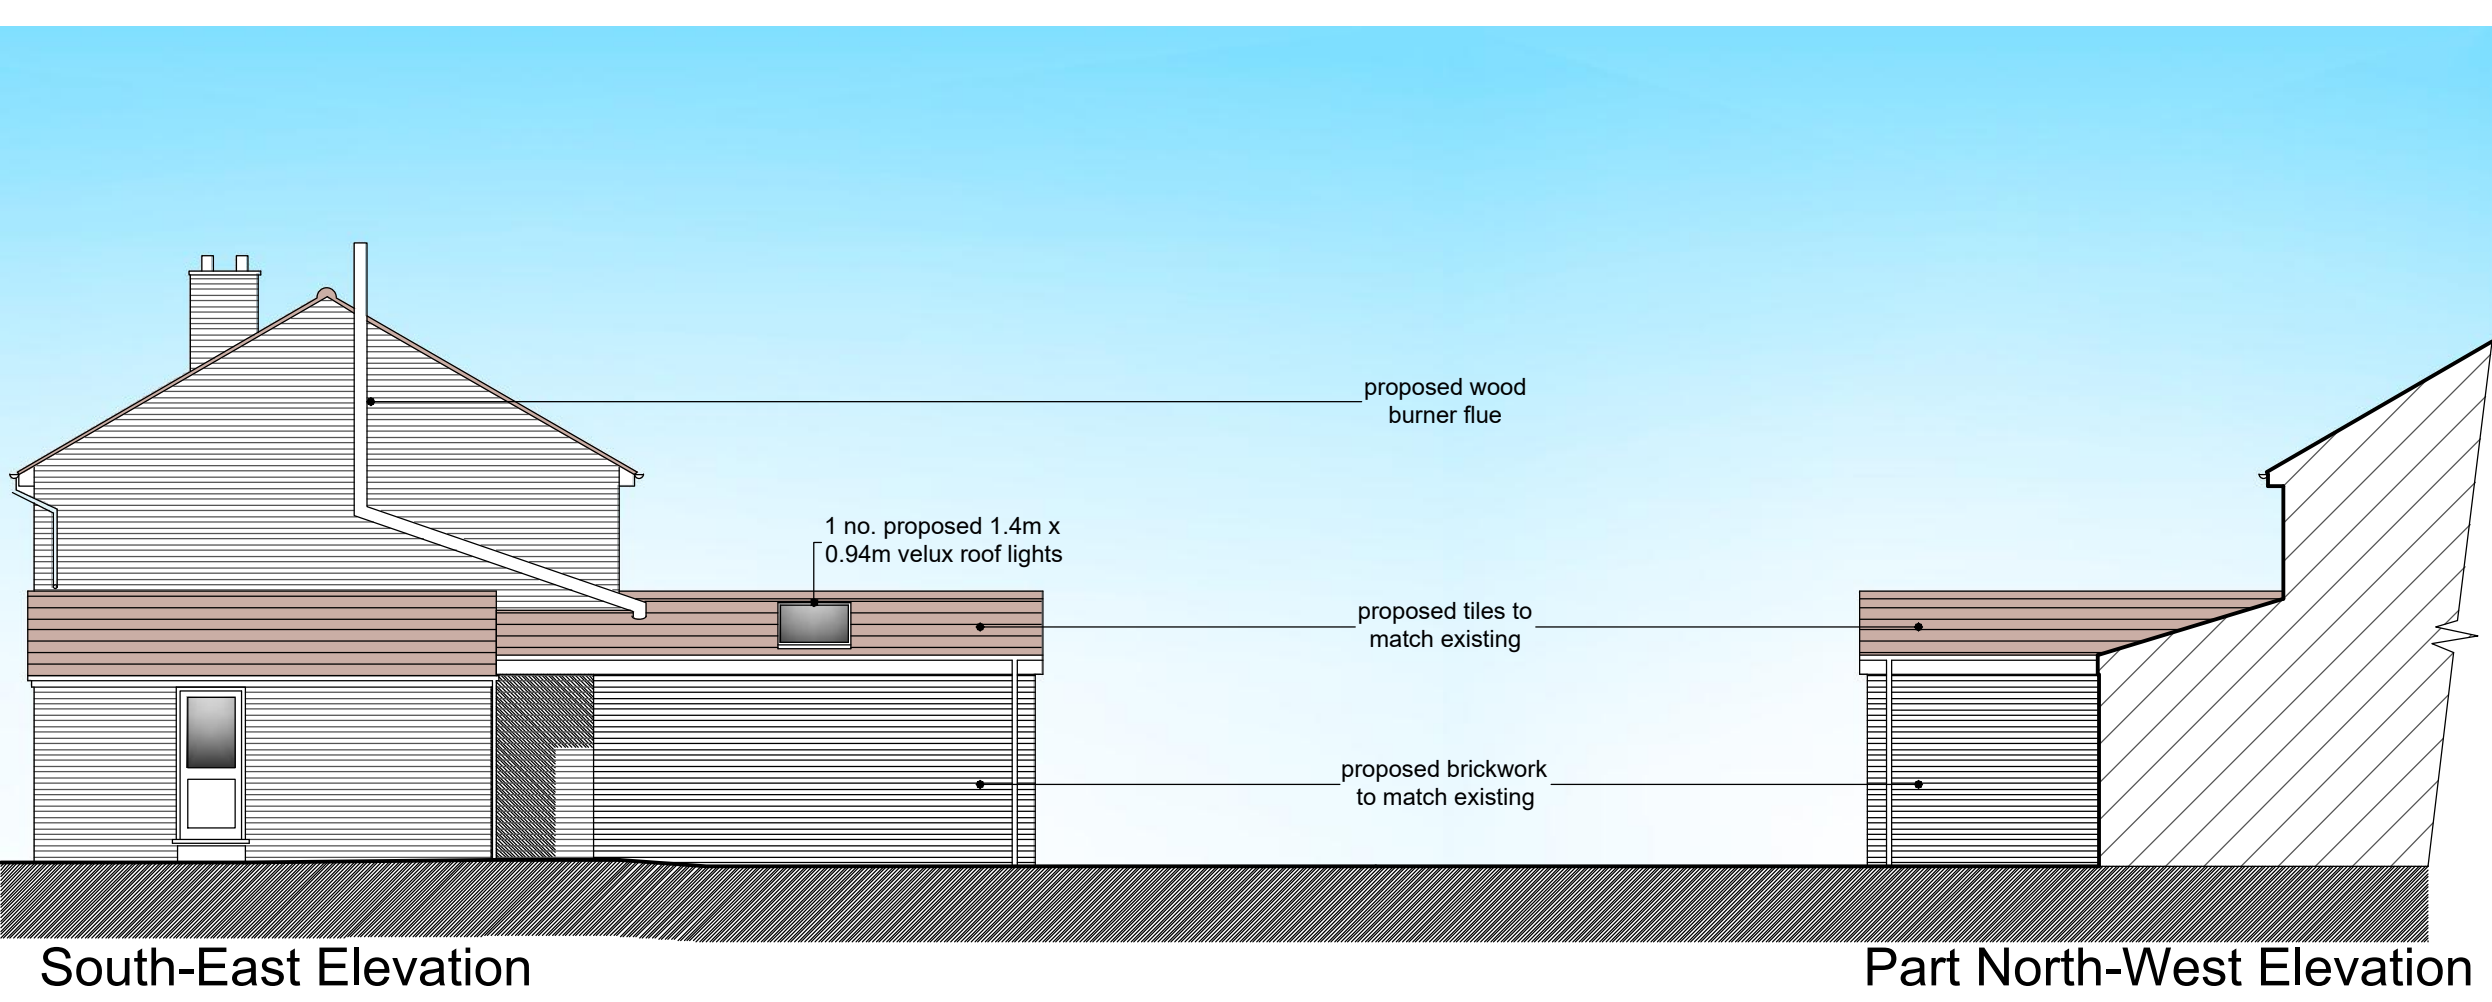 proposed wood
burner flue
1 no. proposed 1.4m x
0.94m velux roof lights
proposed tiles to
match existing
proposed brickwork
to match existing
South-East Elevation
Part North-West Elevation